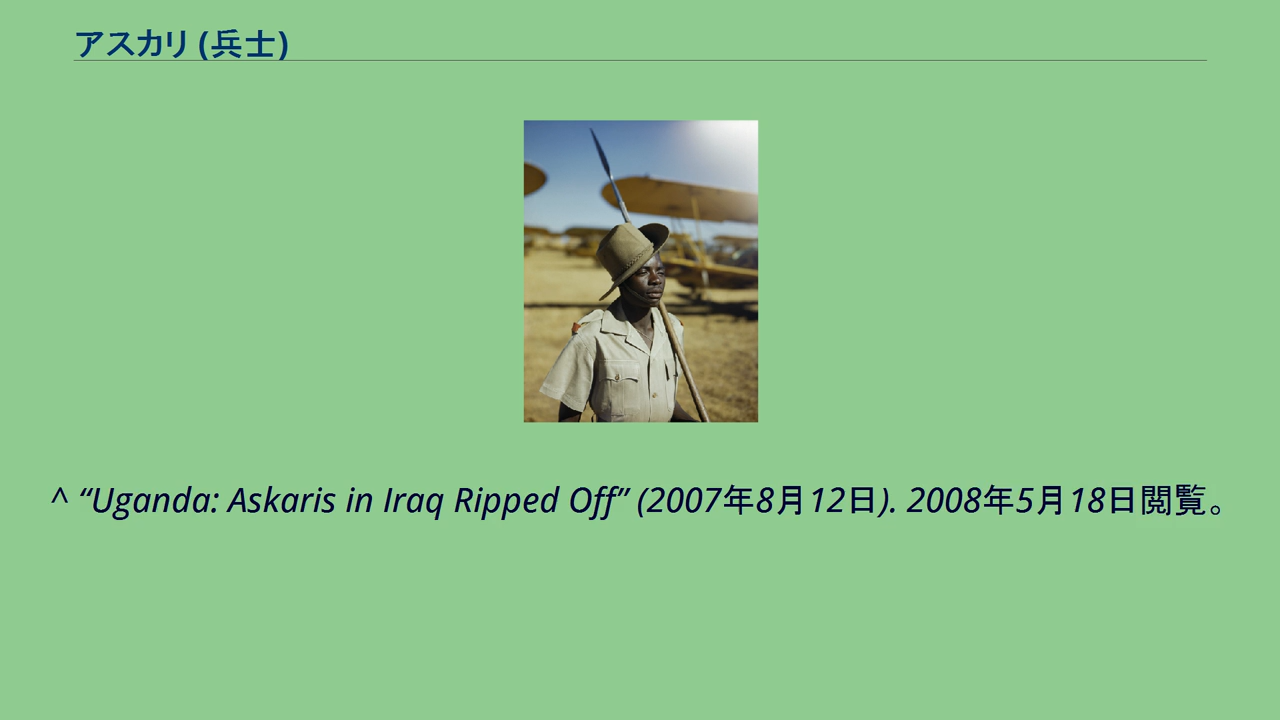 アスカリ (兵士)
^ “Uganda: Askaris in Iraq Ripped Off” (2007年8月12日). 2008年5月18日閲覧。